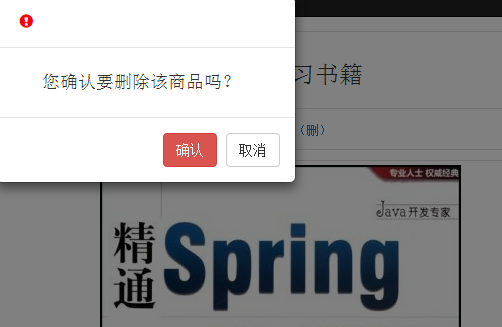 您确认要删除该商品吗？
确认 取消
习书籍
（删）
专业人士 权威经典
Java开发专家
精通
Spring